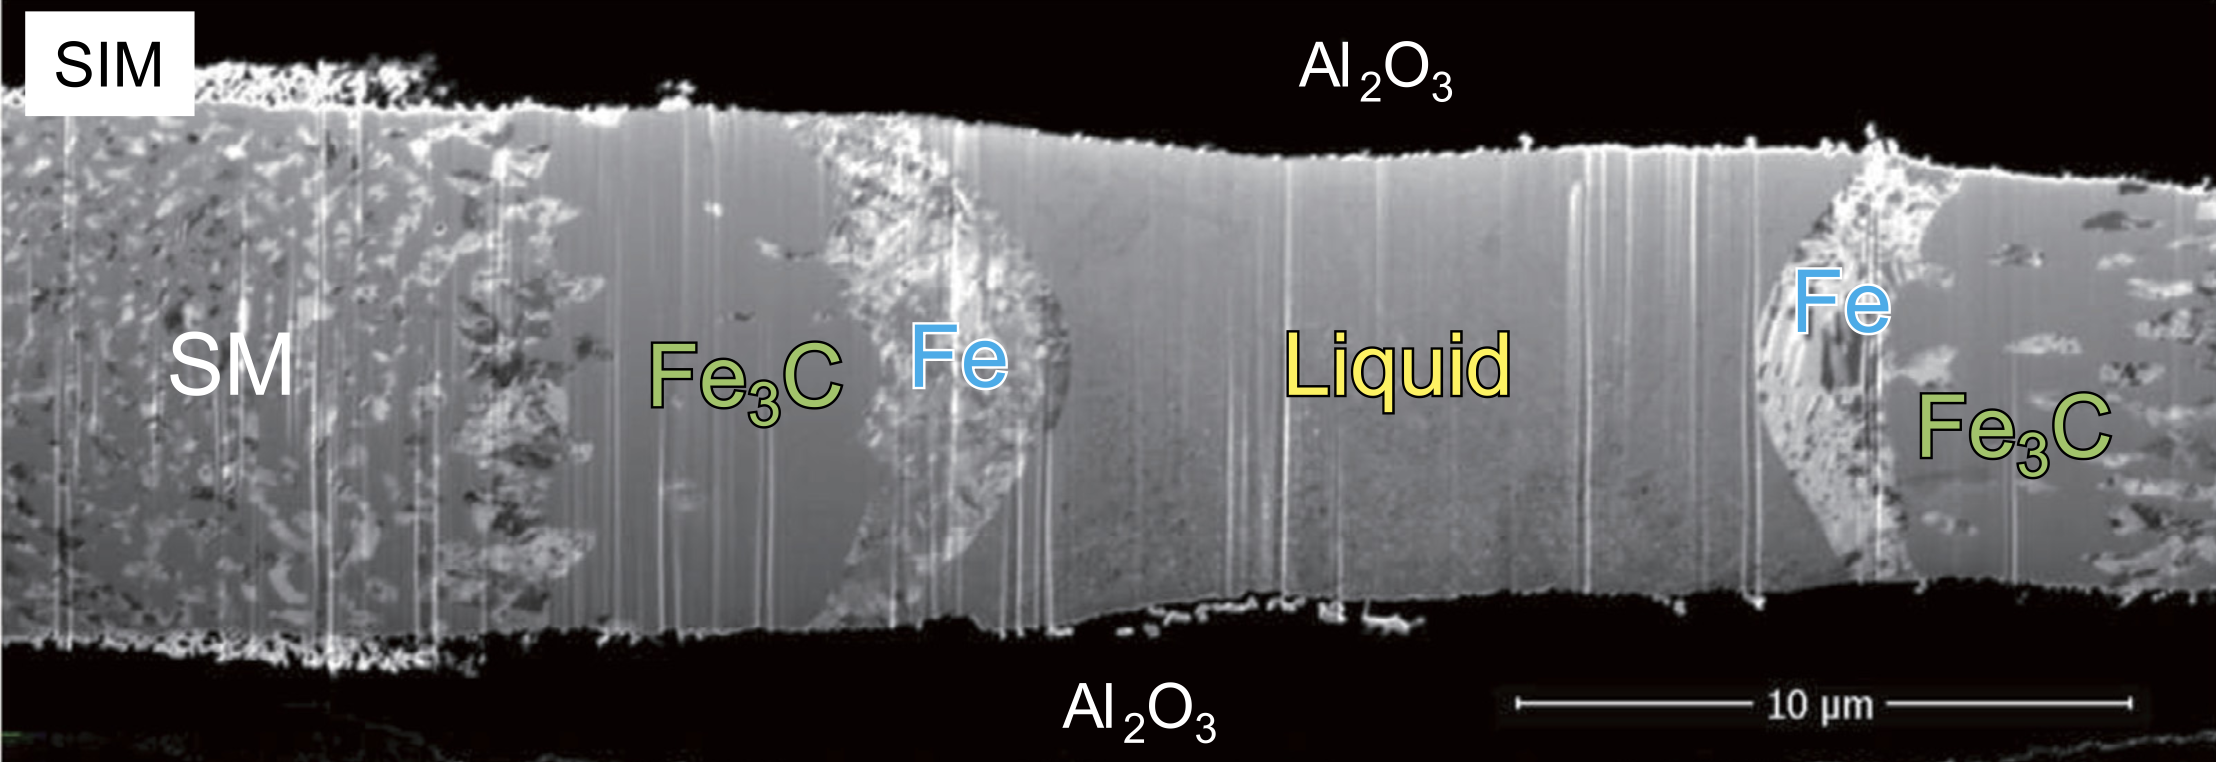 SIM
Al₂O₃
SM
Fe₃C
Fe
Liquid
Fe
Fe₃C
Al₂O₃
10 µm